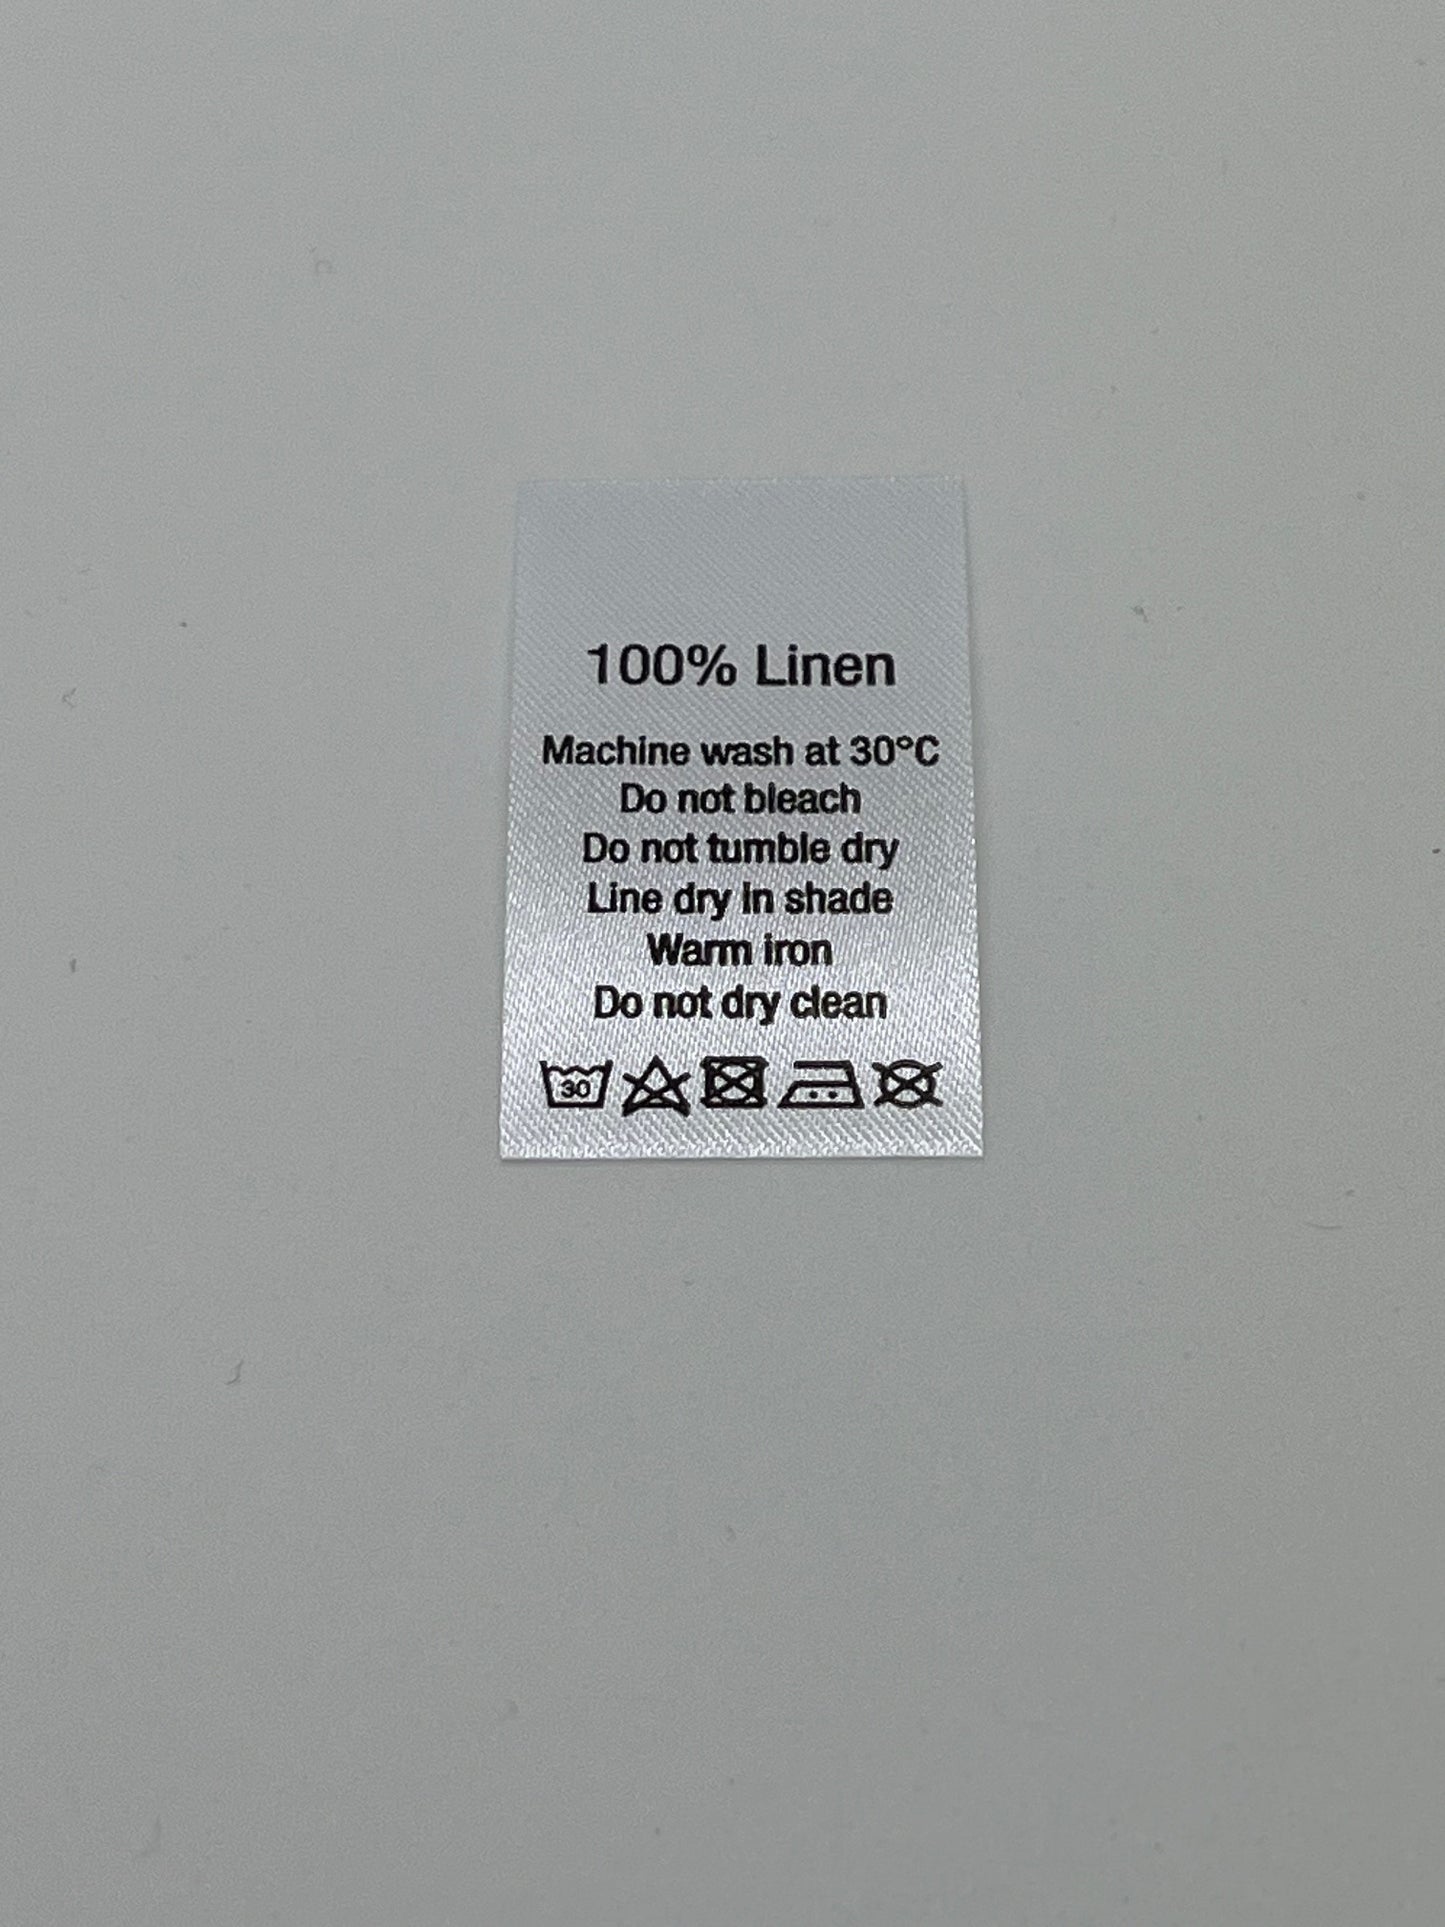 100% Linen
Machine wash at 30°C
Do not bleach
Do not tumble dry
Line dry in shade
Warm iron
Do not dry clean
30